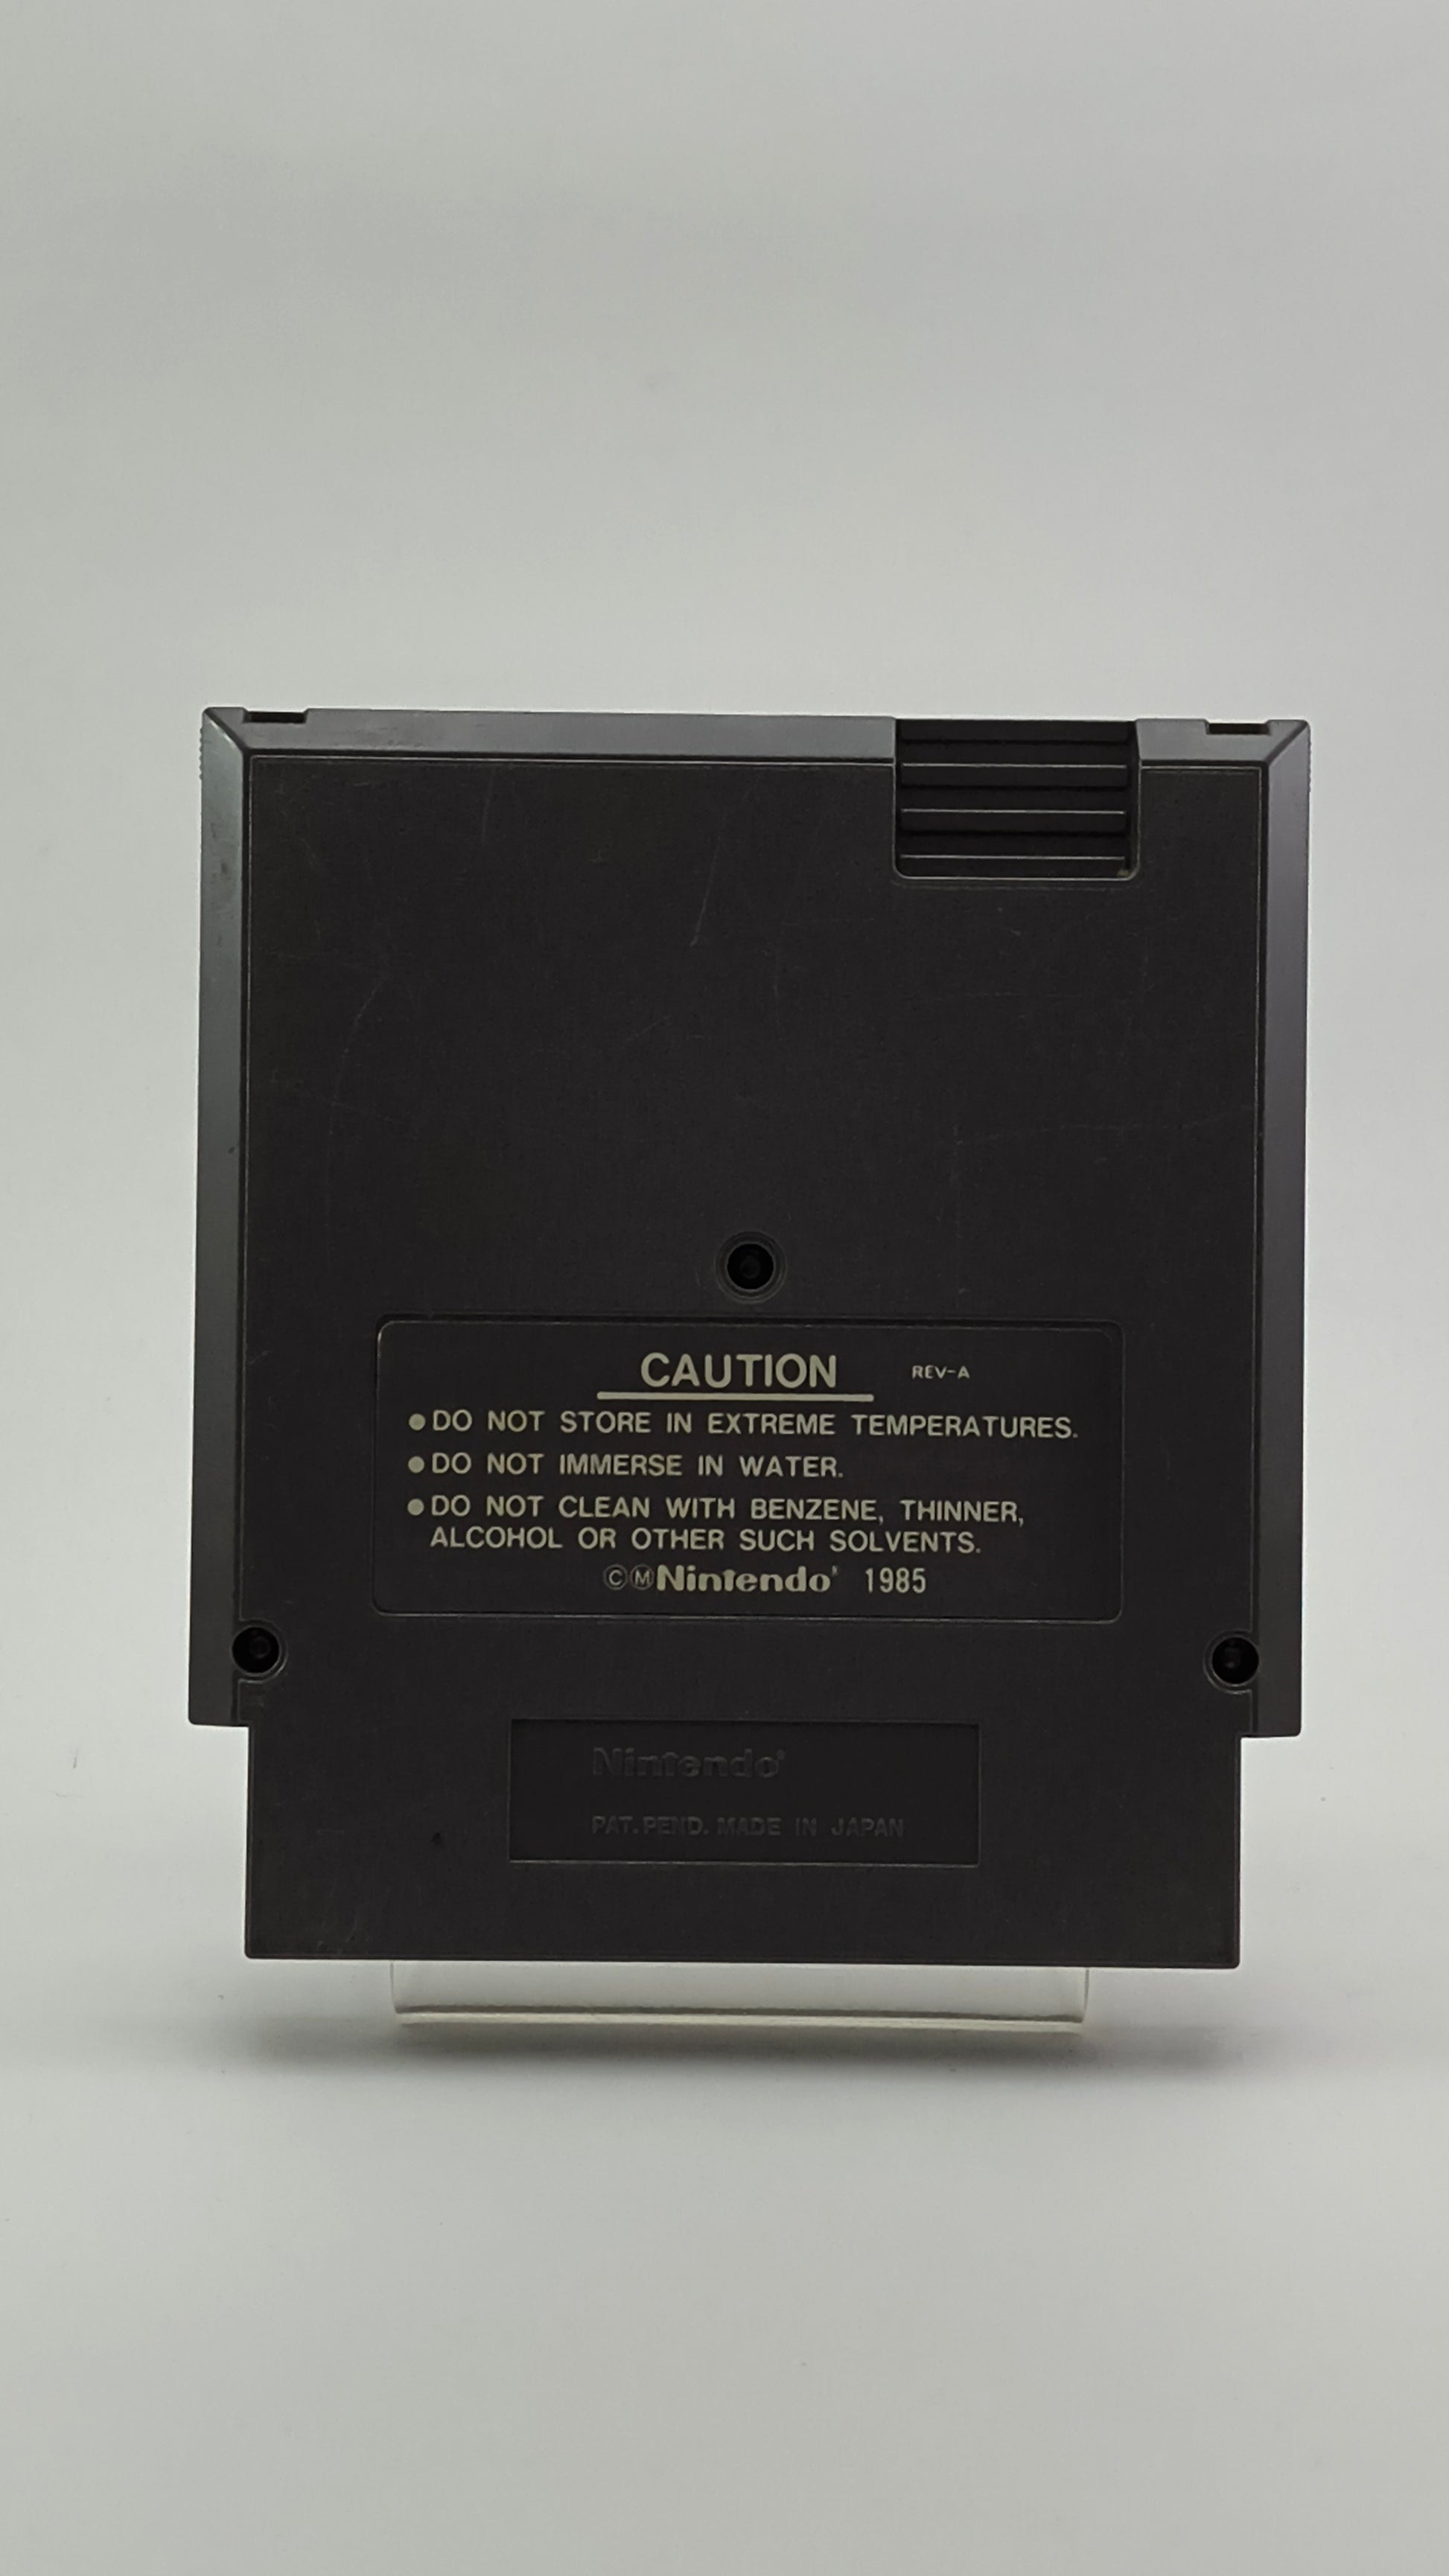 CAUTION REV-A
●DO NOT STORE IN EXTREME TEMPERATURES.
●DO NOT IMMERSE IN WATER.
●DO NOT CLEAN WITH BENZENE, THINNER,
ALCOHOL OR OTHER SUCH SOLVENTS.
©ⓂNintendo® 1985
Nintendo®
PAT. PEND. MADE IN JAPAN